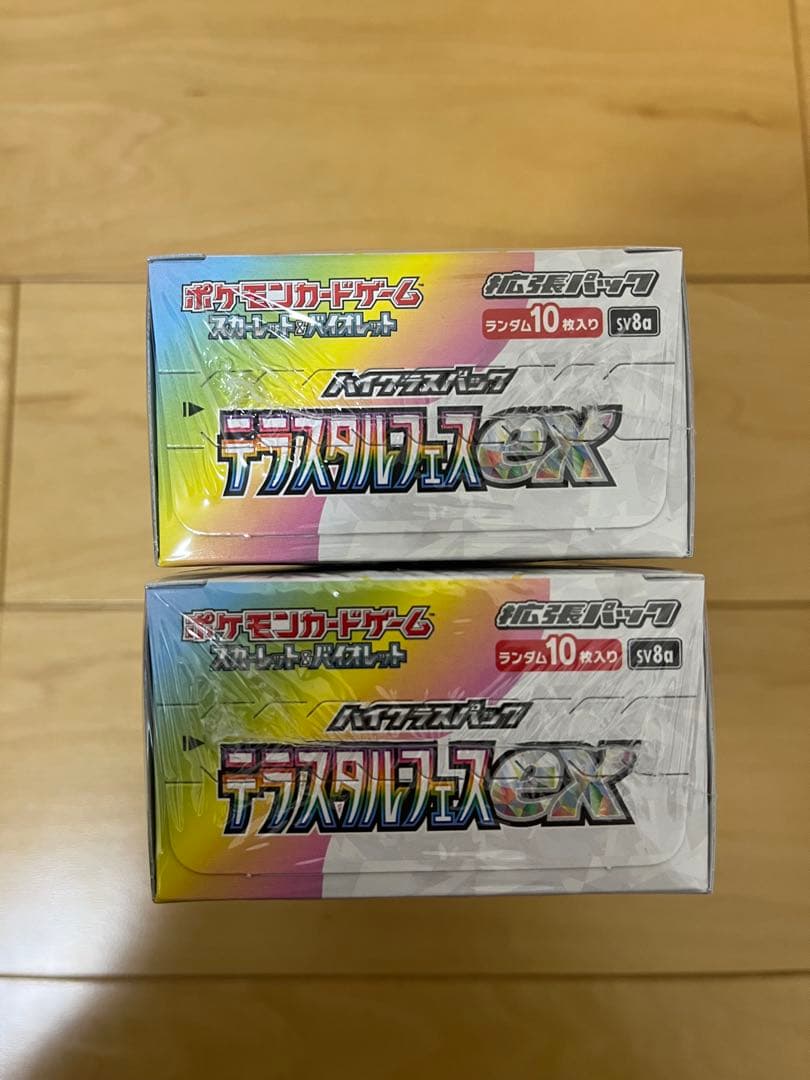 ポケモンカードゲーム™
スカーレット&バイオレット
拡張パック
ランダム10枚入り SV8a
ハイクラスパック
テラスタルフェスex
ポケモンカードゲーム™
スカーレット&バイオレット
拡張パック
ランダム10枚入り SV8a
ハイクラスパック
テラスタルフェスex